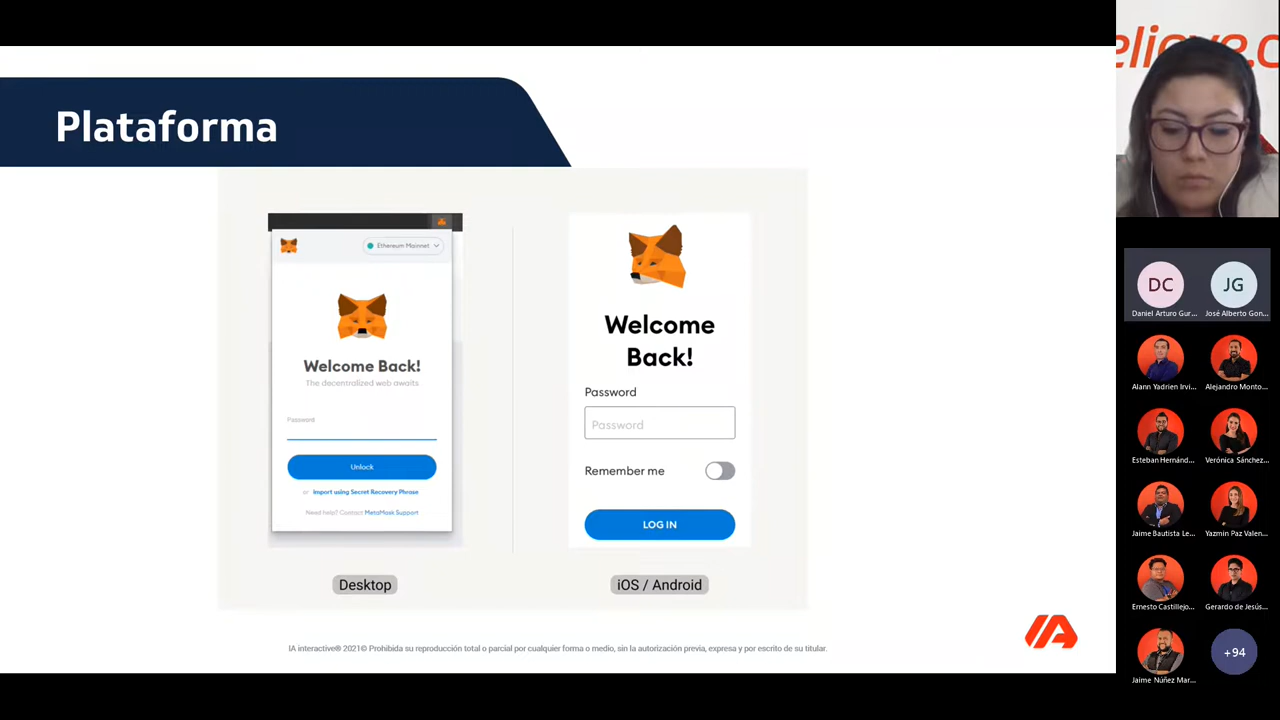 Plataforma
Ethereum Mainnet
Welcome Back!
The decentralized web awaits
Password
Unlock
or Import using Secret Recovery Phrase
Need help? Contact MetaMask Support
Desktop
Welcome
Back!
Password
Password
Remember me
LOG IN
iOS / Android
IA
IA interactive® 2021© Prohibida su reproducción total o parcial por cualquier forma o medio, sin la autorización previa, expresa y por escrito de su titular.
elieve.c
DC
JG
Daniel Arturo Gur...
José Alberto Gon...
Alann Yadrien Irvi...
Alejandro Monto...
Esteban Hernánd...
Verónica Sánchez...
Jaime Bautista Le...
Yazmin Paz Valen...
Ernesto Castillejo...
Gerardo de Jesús...
Jaime Núñez Mar...
+94